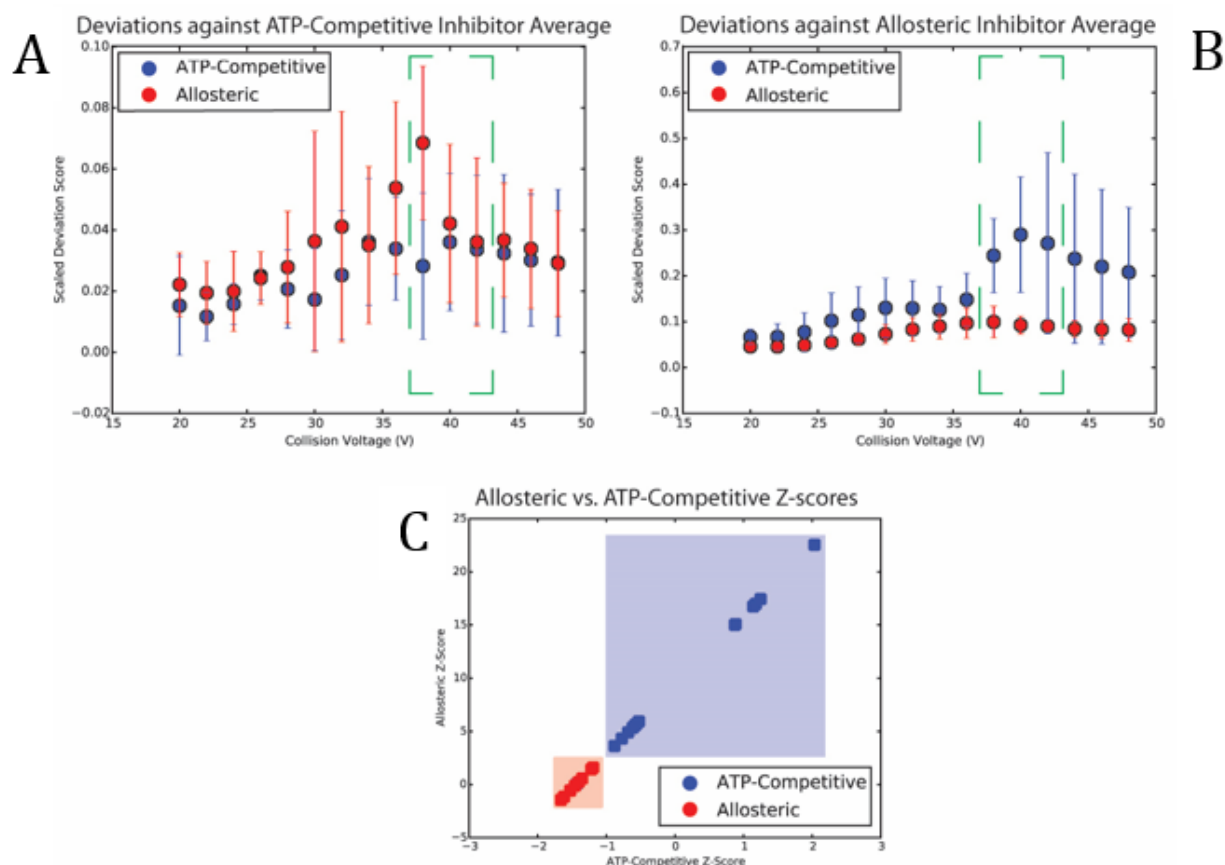 A
Deviations against ATP-Competitive Inhibitor Average
0.10
0.08
0.06
0.04
0.02
0.00
−0.02
Scaled Deviation Score
ATP-Competitive
Allosteric
15 20 25 30 35 40 45 50
Collision Voltage (V)
B
Deviations against Allosteric Inhibitor Average
0.7
0.6
0.5
0.4
0.3
0.2
0.1
0.0
−0.1
Scaled Deviation Score
ATP-Competitive
Allosteric
15 20 25 30 35 40 45 50
Collision Voltage (V)
C
Allosteric vs. ATP-Competitive Z-scores
25
20
15
10
5
0
−5
Allosteric Z-Score
ATP-Competitive
Allosteric
−3 −2 −1 0 1 2 3
ATP-Competitive Z-Score